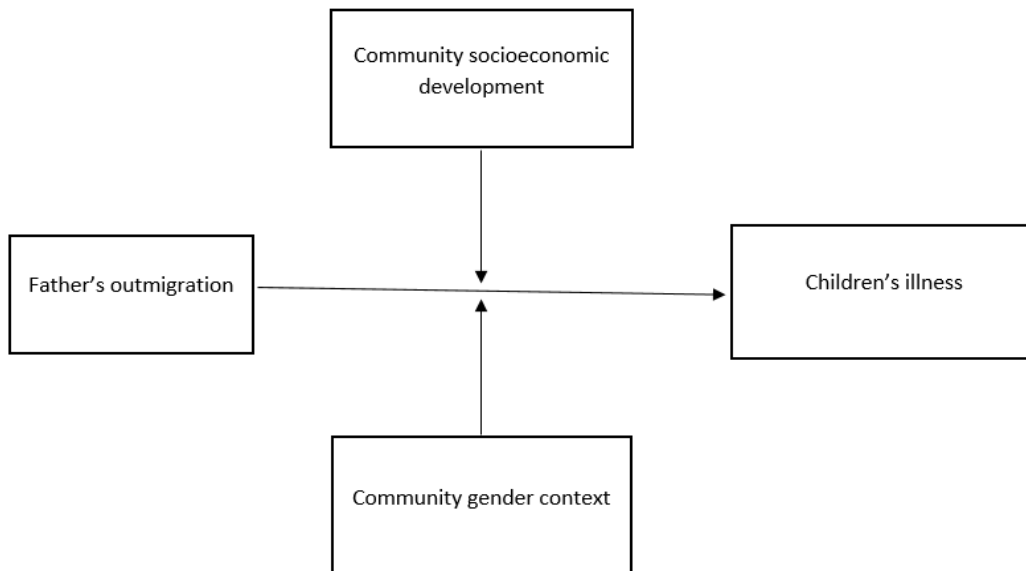 Community socioeconomic
development
Father’s outmigration
Children’s illness
Community gender context